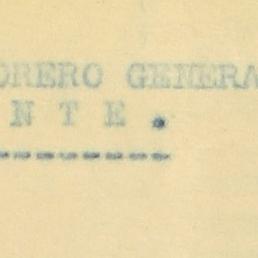 ORERO GENERA
N T E .
---------------